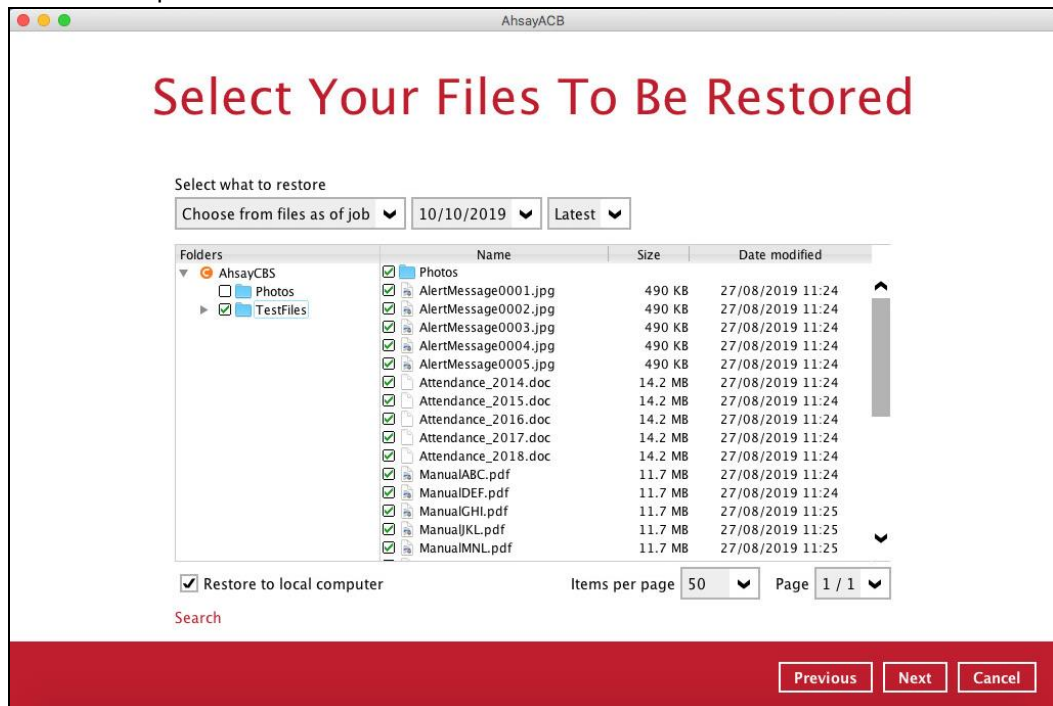 AhsayACB
Select Your Files To Be Restored
Select what to restore
Choose from files as of job 10/10/2019 Latest
Folders Name Size Date modified
AhsayCBS Photos
Photos AlertMessage0001.jpg 490 KB 27/08/2019 11:24
TestFiles AlertMessage0002.jpg 490 KB 27/08/2019 11:24
AlertMessage0003.jpg 490 KB 27/08/2019 11:24
AlertMessage0004.jpg 490 KB 27/08/2019 11:24
AlertMessage0005.jpg 490 KB 27/08/2019 11:24
Attendance_2014.doc 14.2 MB 27/08/2019 11:24
Attendance_2015.doc 14.2 MB 27/08/2019 11:24
Attendance_2016.doc 14.2 MB 27/08/2019 11:24
Attendance_2017.doc 14.2 MB 27/08/2019 11:24
Attendance_2018.doc 14.2 MB 27/08/2019 11:24
ManualABC.pdf 11.7 MB 27/08/2019 11:24
ManualDEF.pdf 11.7 MB 27/08/2019 11:24
ManualGHI.pdf 11.7 MB 27/08/2019 11:25
ManualJKL.pdf 11.7 MB 27/08/2019 11:25
ManualMNL.pdf 11.7 MB 27/08/2019 11:25
Restore to local computer Items per page 50 Page 1 / 1
Search
Previous Next Cancel